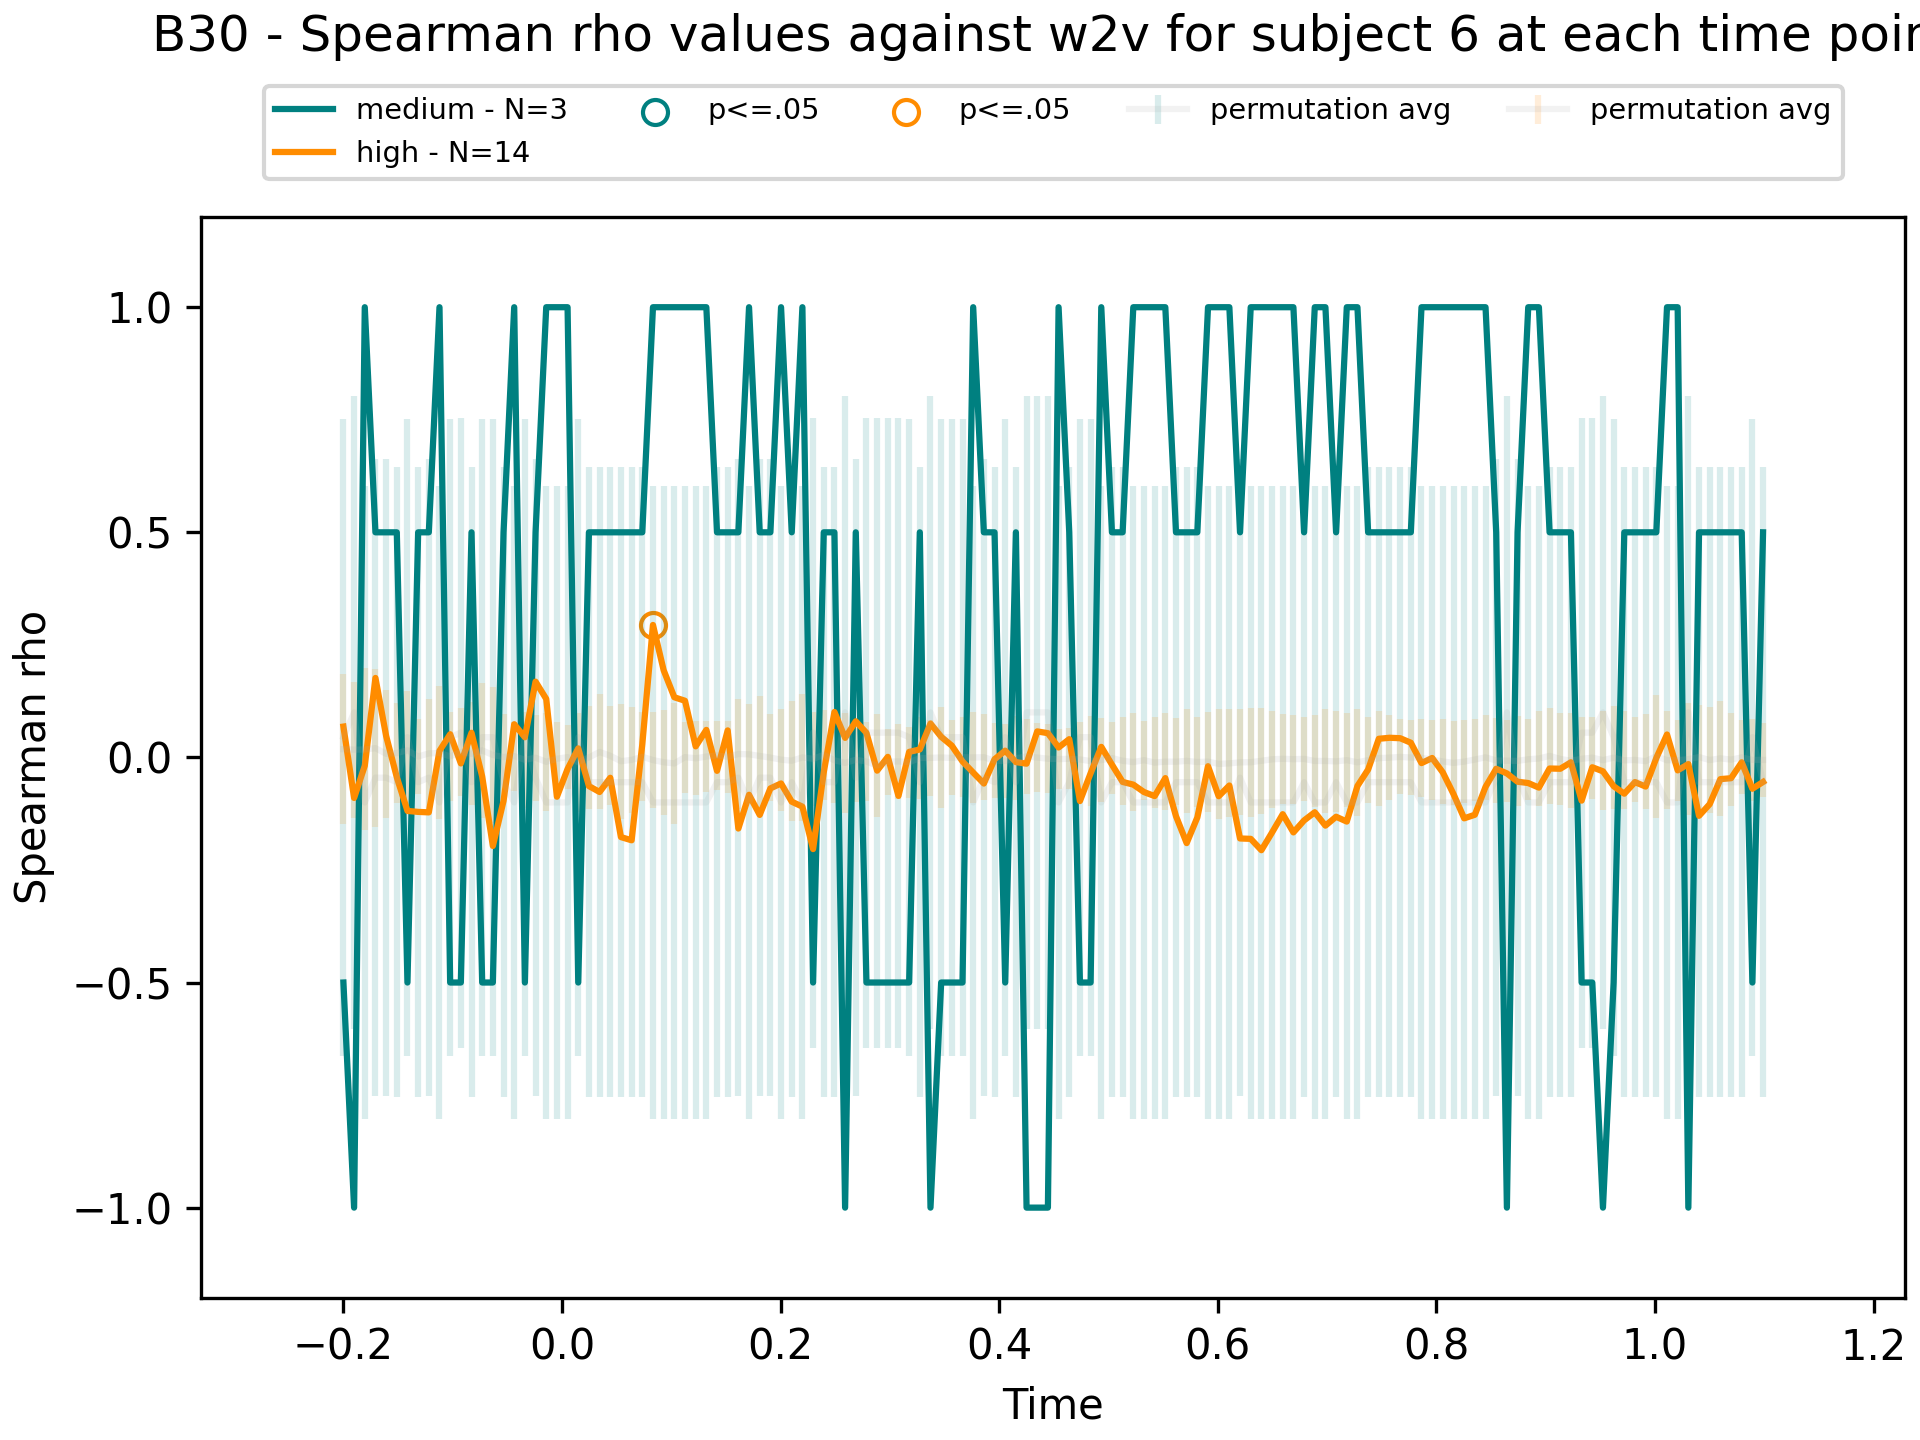 B30 - Spearman rho values against w2v for subject 6 at each time poin
medium - N=3
high - N=14
p<=.05
p<=.05
permutation avg
permutation avg
1.0
0.5
0.0
−0.5
−1.0
Spearman rho
−0.2
0.0
0.2
0.4
0.6
0.8
1.0
1.2
Time